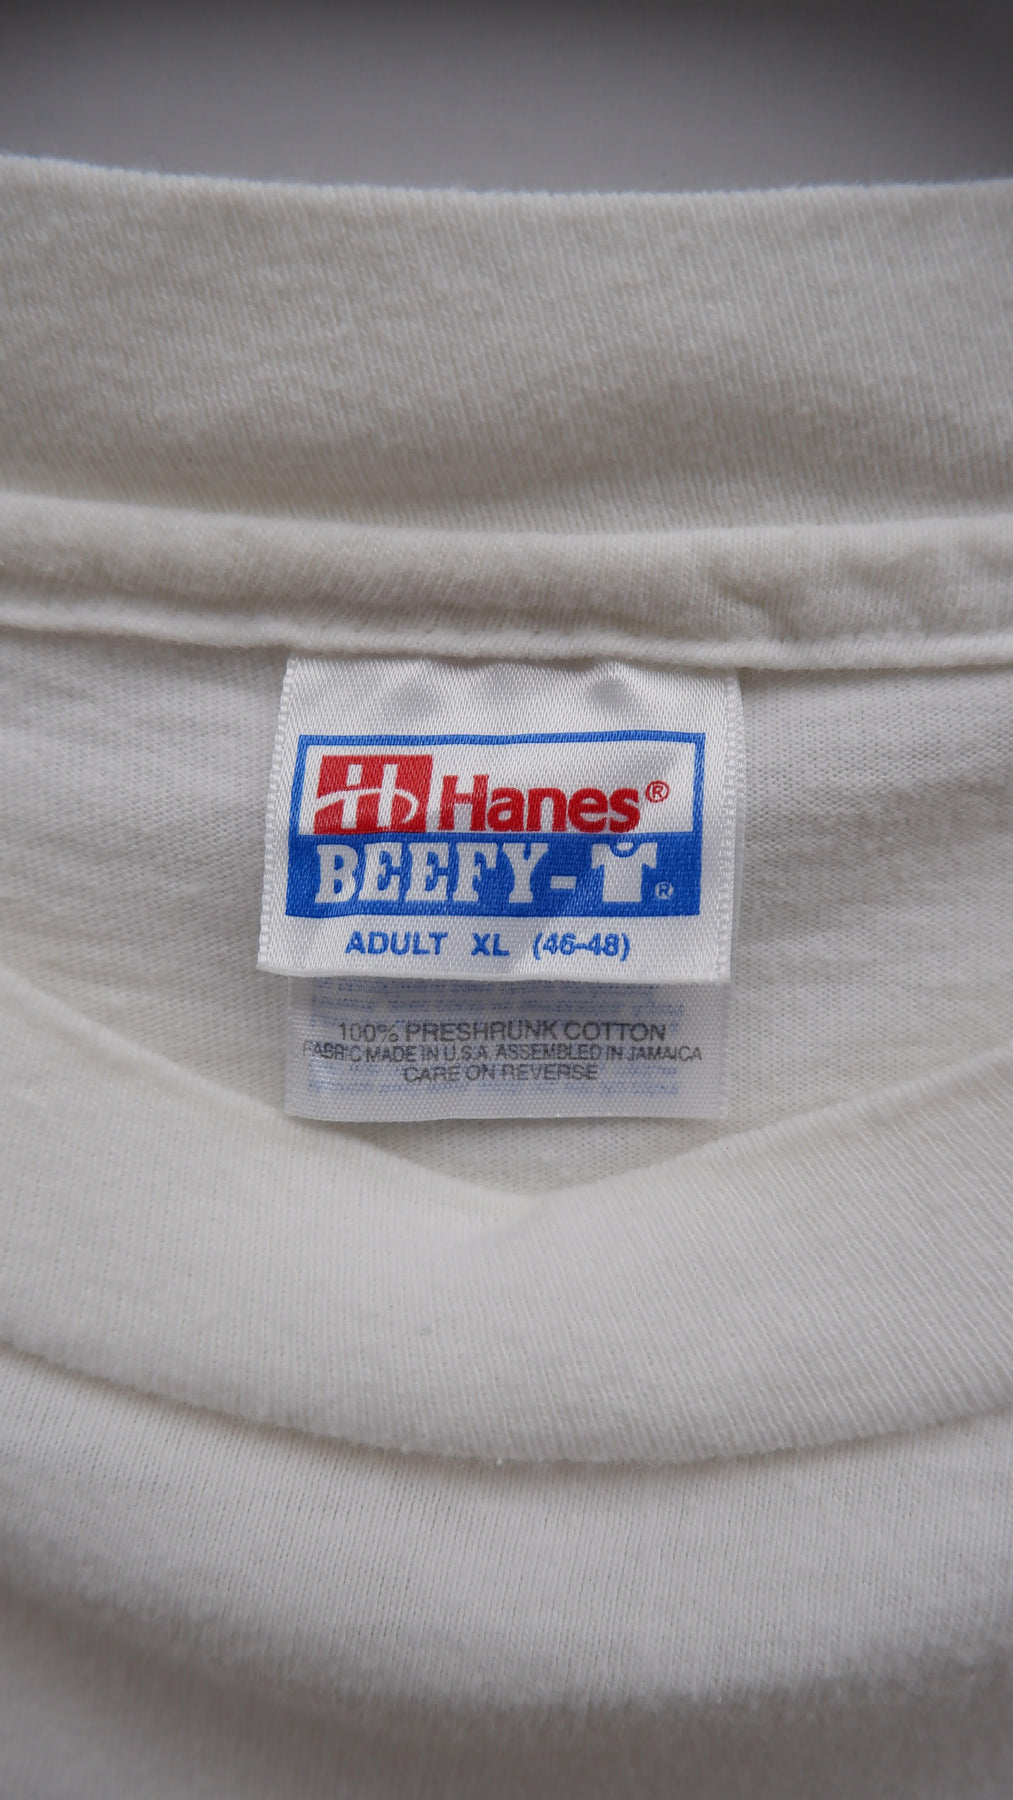 Hanes®
BEEFY-T®
ADULT XL (46-48)
100% PRESHRUNK COTTON
FABRIC MADE IN U.S.A. ASSEMBLED IN JAMAICA
CARE ON REVERSE